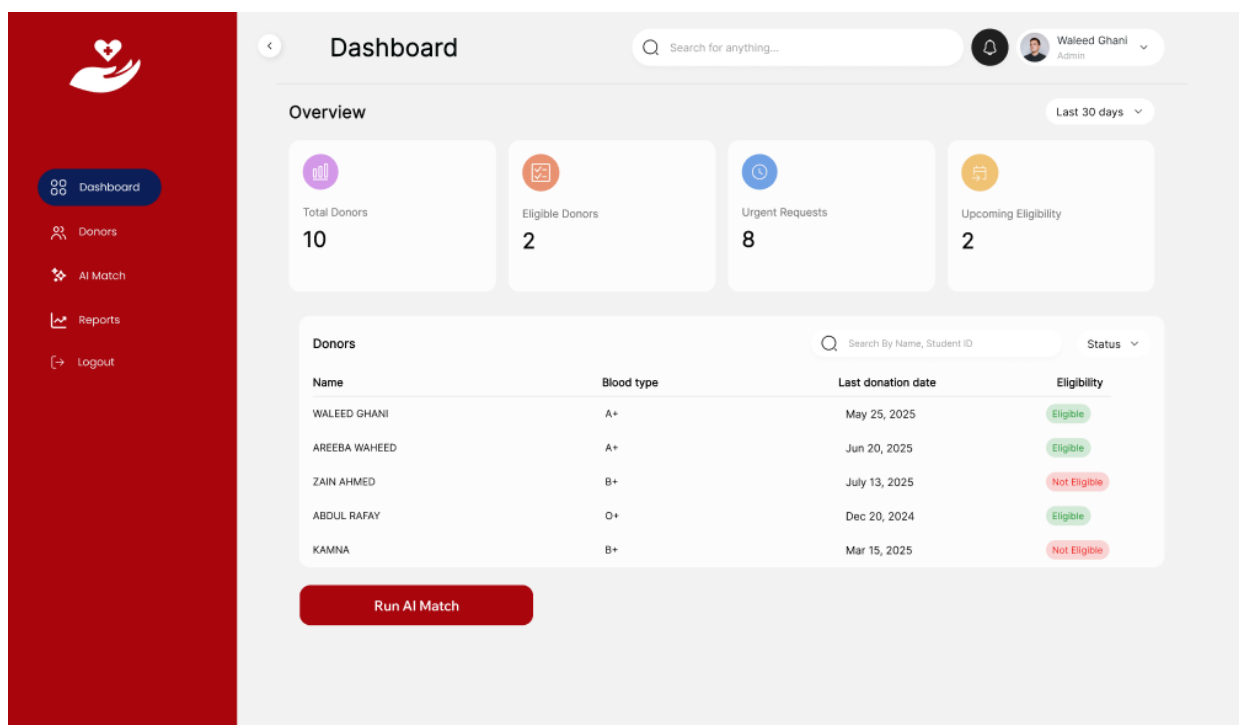 Dashboard
Search for anything...
Waleed Ghani
Admin
Overview
Last 30 days
Dashboard
Donors
AI Match
Reports
Logout
Total Donors
10
Eligible Donors
2
Urgent Requests
8
Upcoming Eligibility
2
Donors
Search By Name, Student ID
Status
Name Blood type Last donation date Eligibility
WALEED GHANI A+ May 25, 2025 Eligible
AREEBA WAHEED A+ Jun 20, 2025 Eligible
ZAIN AHMED B+ July 13, 2025 Not Eligible
ABDUL RAFAY O+ Dec 20, 2024 Eligible
KAMNA B+ Mar 15, 2025 Not Eligible
Run AI Match